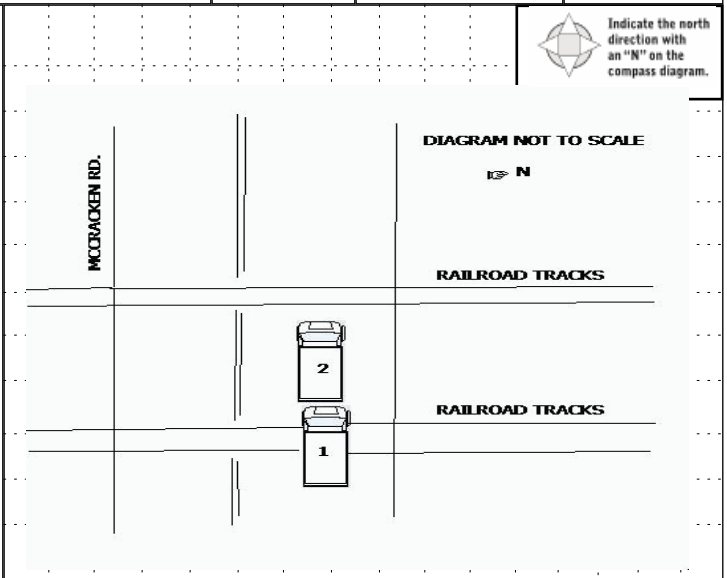 Indicate the north
direction with
an "N" on the
compass diagram.
DIAGRAM NOT TO SCALE
N
MCCRACKEN RD.
RAILROAD TRACKS
2
RAILROAD TRACKS
1